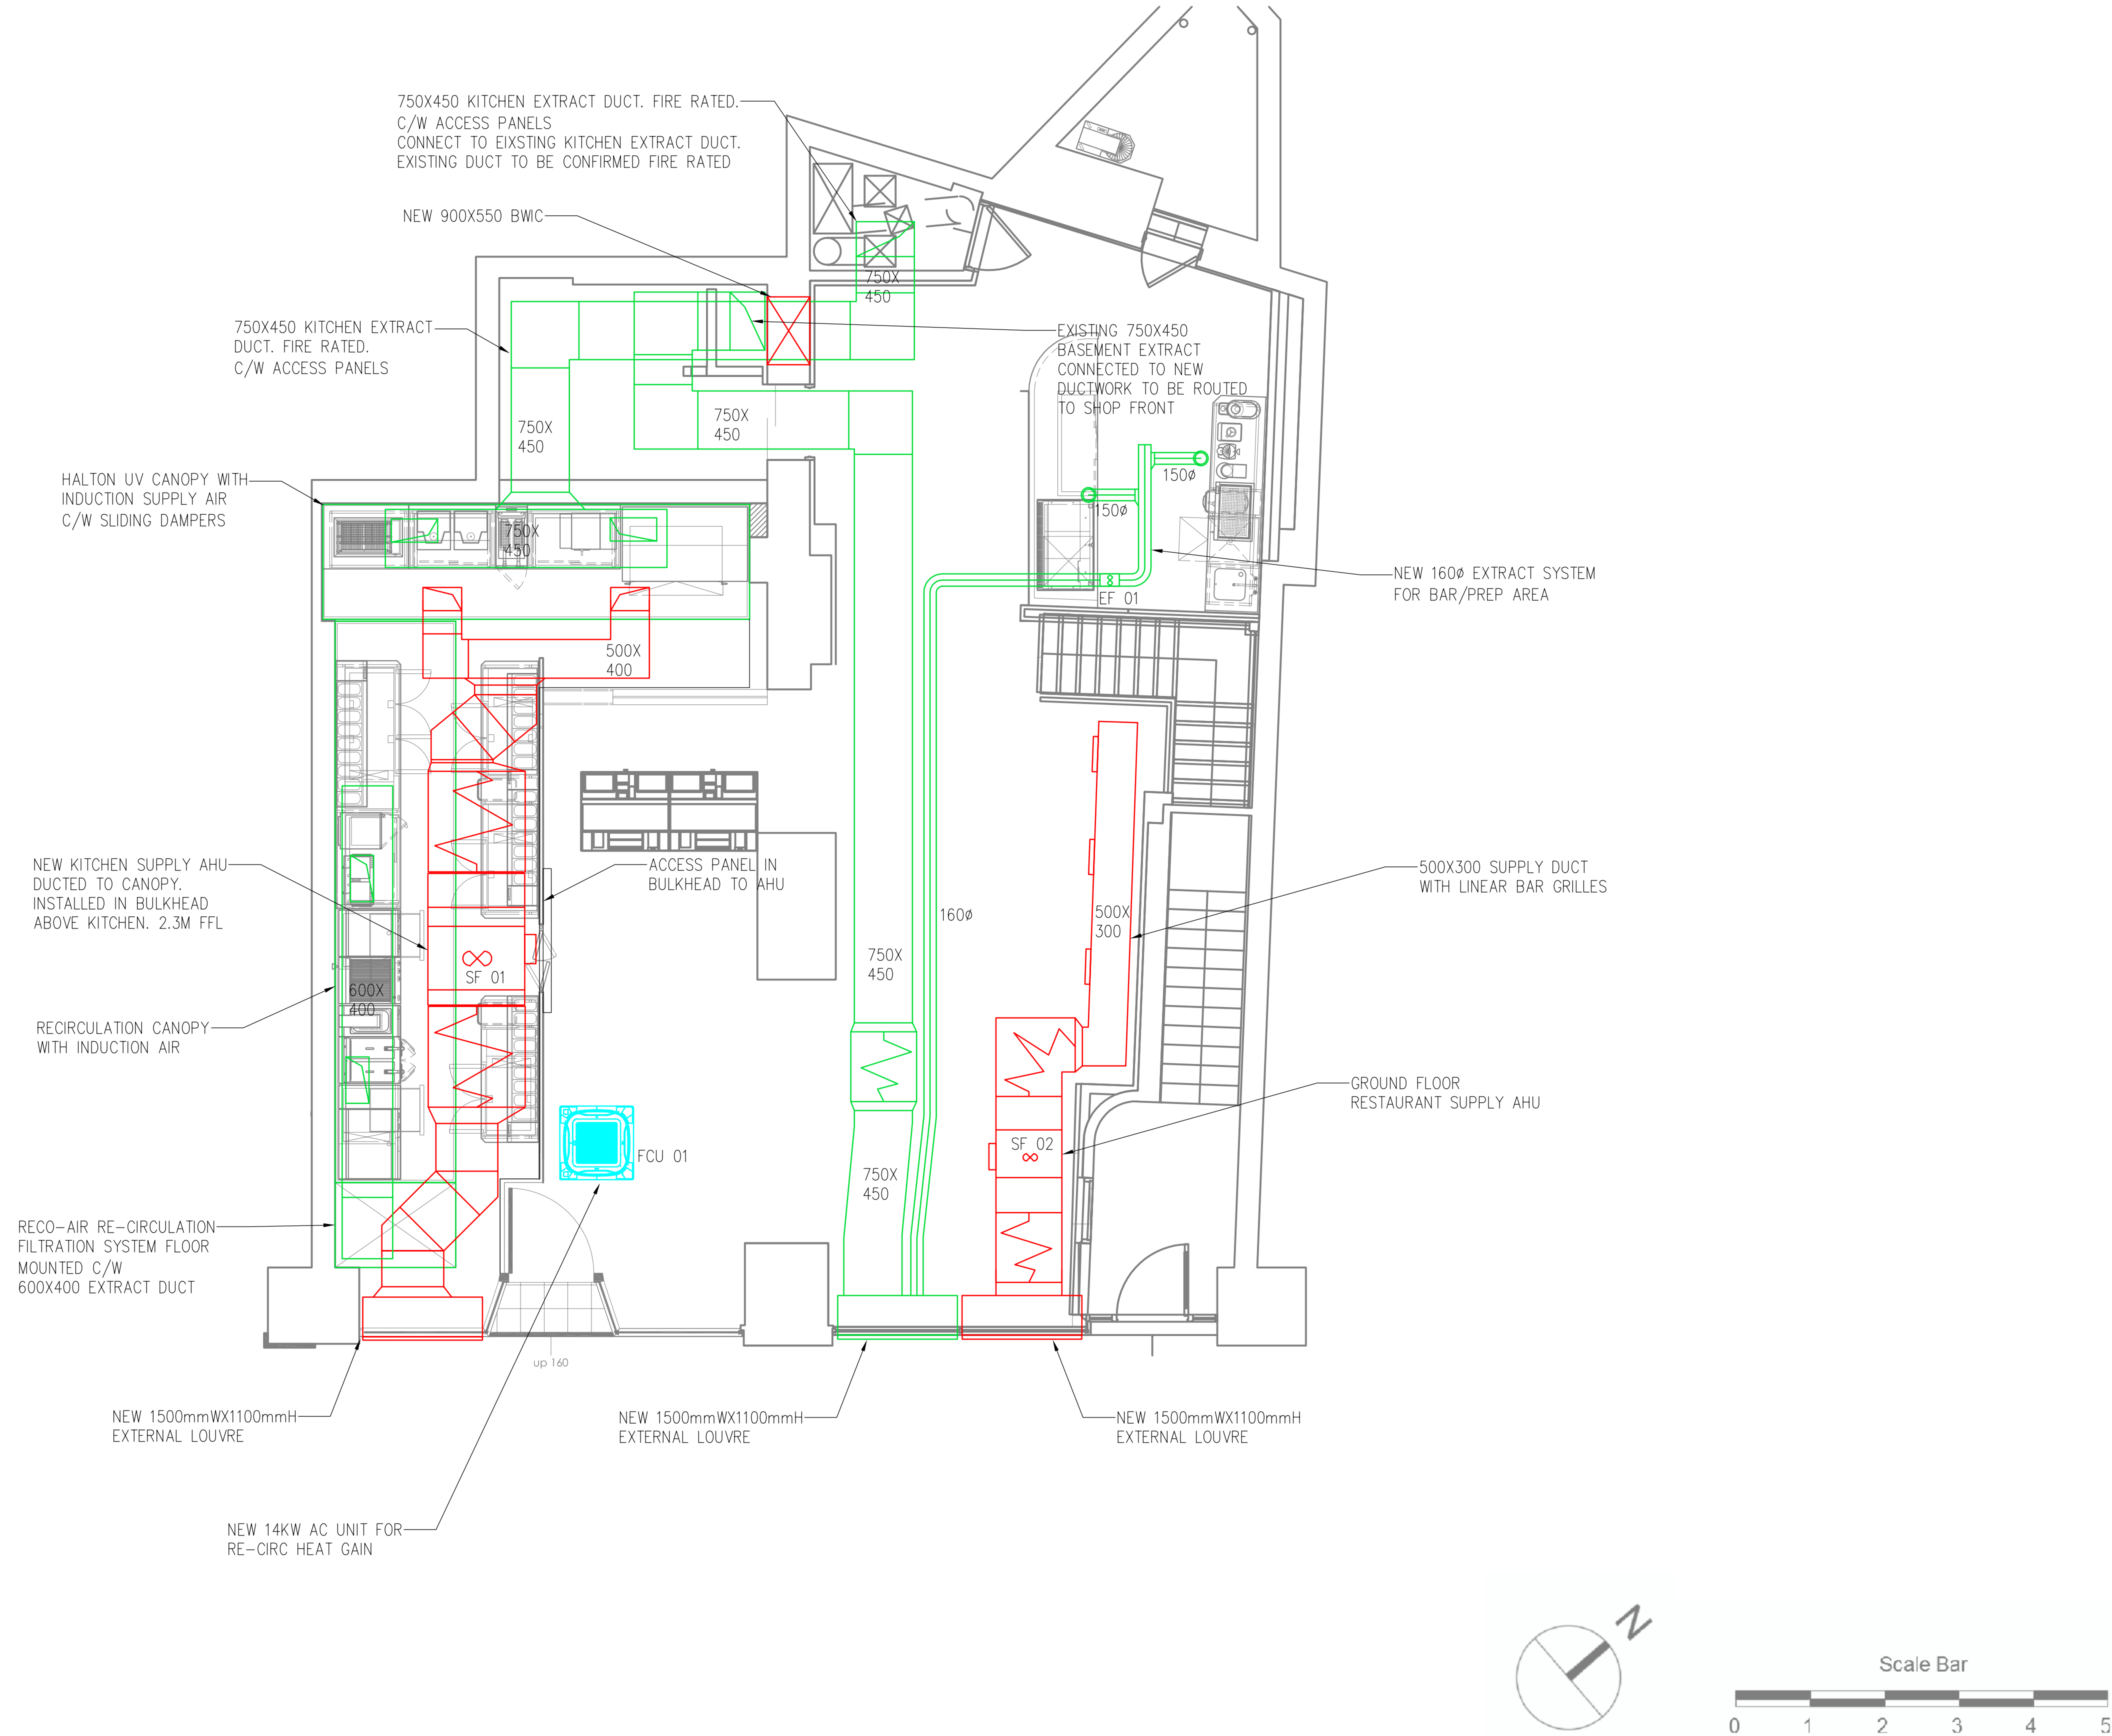 750X450 KITCHEN EXTRACT DUCT. FIRE RATED.
C/W ACCESS PANELS
CONNECT TO EIXSTING KITCHEN EXTRACT DUCT.
EXISTING DUCT TO BE CONFIRMED FIRE RATED
NEW 900X550 BWIC
750X
450
750X450 KITCHEN EXTRACT
DUCT. FIRE RATED.
C/W ACCESS PANELS
EXISTING 750X450
BASEMENT EXTRACT
CONNECTED TO NEW
DUCTWORK TO BE ROUTED
TO SHOP FRONT
750X
450
750X
450
HALTON UV CANOPY WITH
INDUCTION SUPPLY AIR
C/W SLIDING DAMPERS
750X
450
150ø
150ø
NEW 160ø EXTRACT SYSTEM
FOR BAR/PREP AREA
EF 01
500X
400
NEW KITCHEN SUPPLY AHU
DUCTED TO CANOPY.
INSTALLED IN BULKHEAD
ABOVE KITCHEN. 2.3M FFL
ACCESS PANEL IN
BULKHEAD TO AHU
500X300 SUPPLY DUCT
WITH LINEAR BAR GRILLES
160ø
500X
300
750X
450
SF 01
600X
400
RECIRCULATION CANOPY
WITH INDUCTION AIR
GROUND FLOOR
RESTAURANT SUPPLY AHU
SF 02
FCU 01
750X
450
RECO-AIR RE-CIRCULATION
FILTRATION SYSTEM FLOOR
MOUNTED C/W
600X400 EXTRACT DUCT
up 160
NEW 1500mmWX1100mmH
EXTERNAL LOUVRE
NEW 1500mmWX1100mmH
EXTERNAL LOUVRE
NEW 1500mmWX1100mmH
EXTERNAL LOUVRE
NEW 14KW AC UNIT FOR
RE-CIRC HEAT GAIN
N
Scale Bar
0 1 2 3 4 5